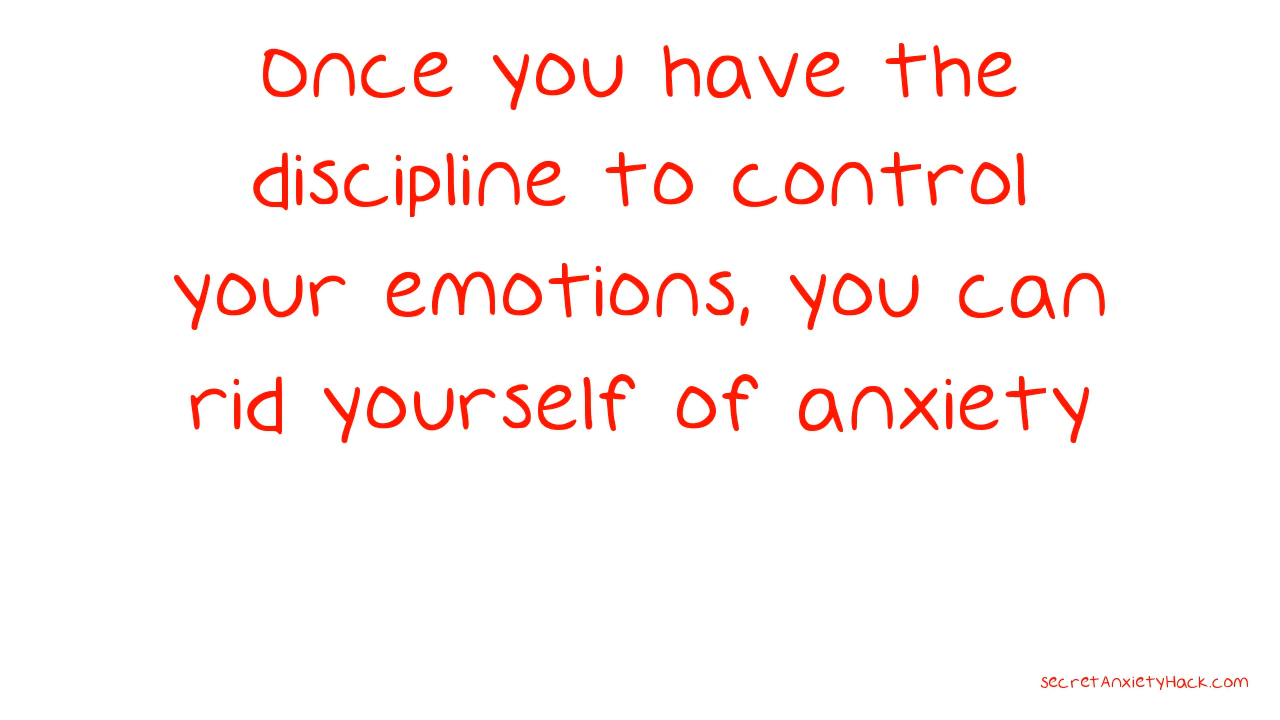 Once you have the
discipline to control
your emotions, you can
rid yourself of anxiety
secretAnxietyHack.com